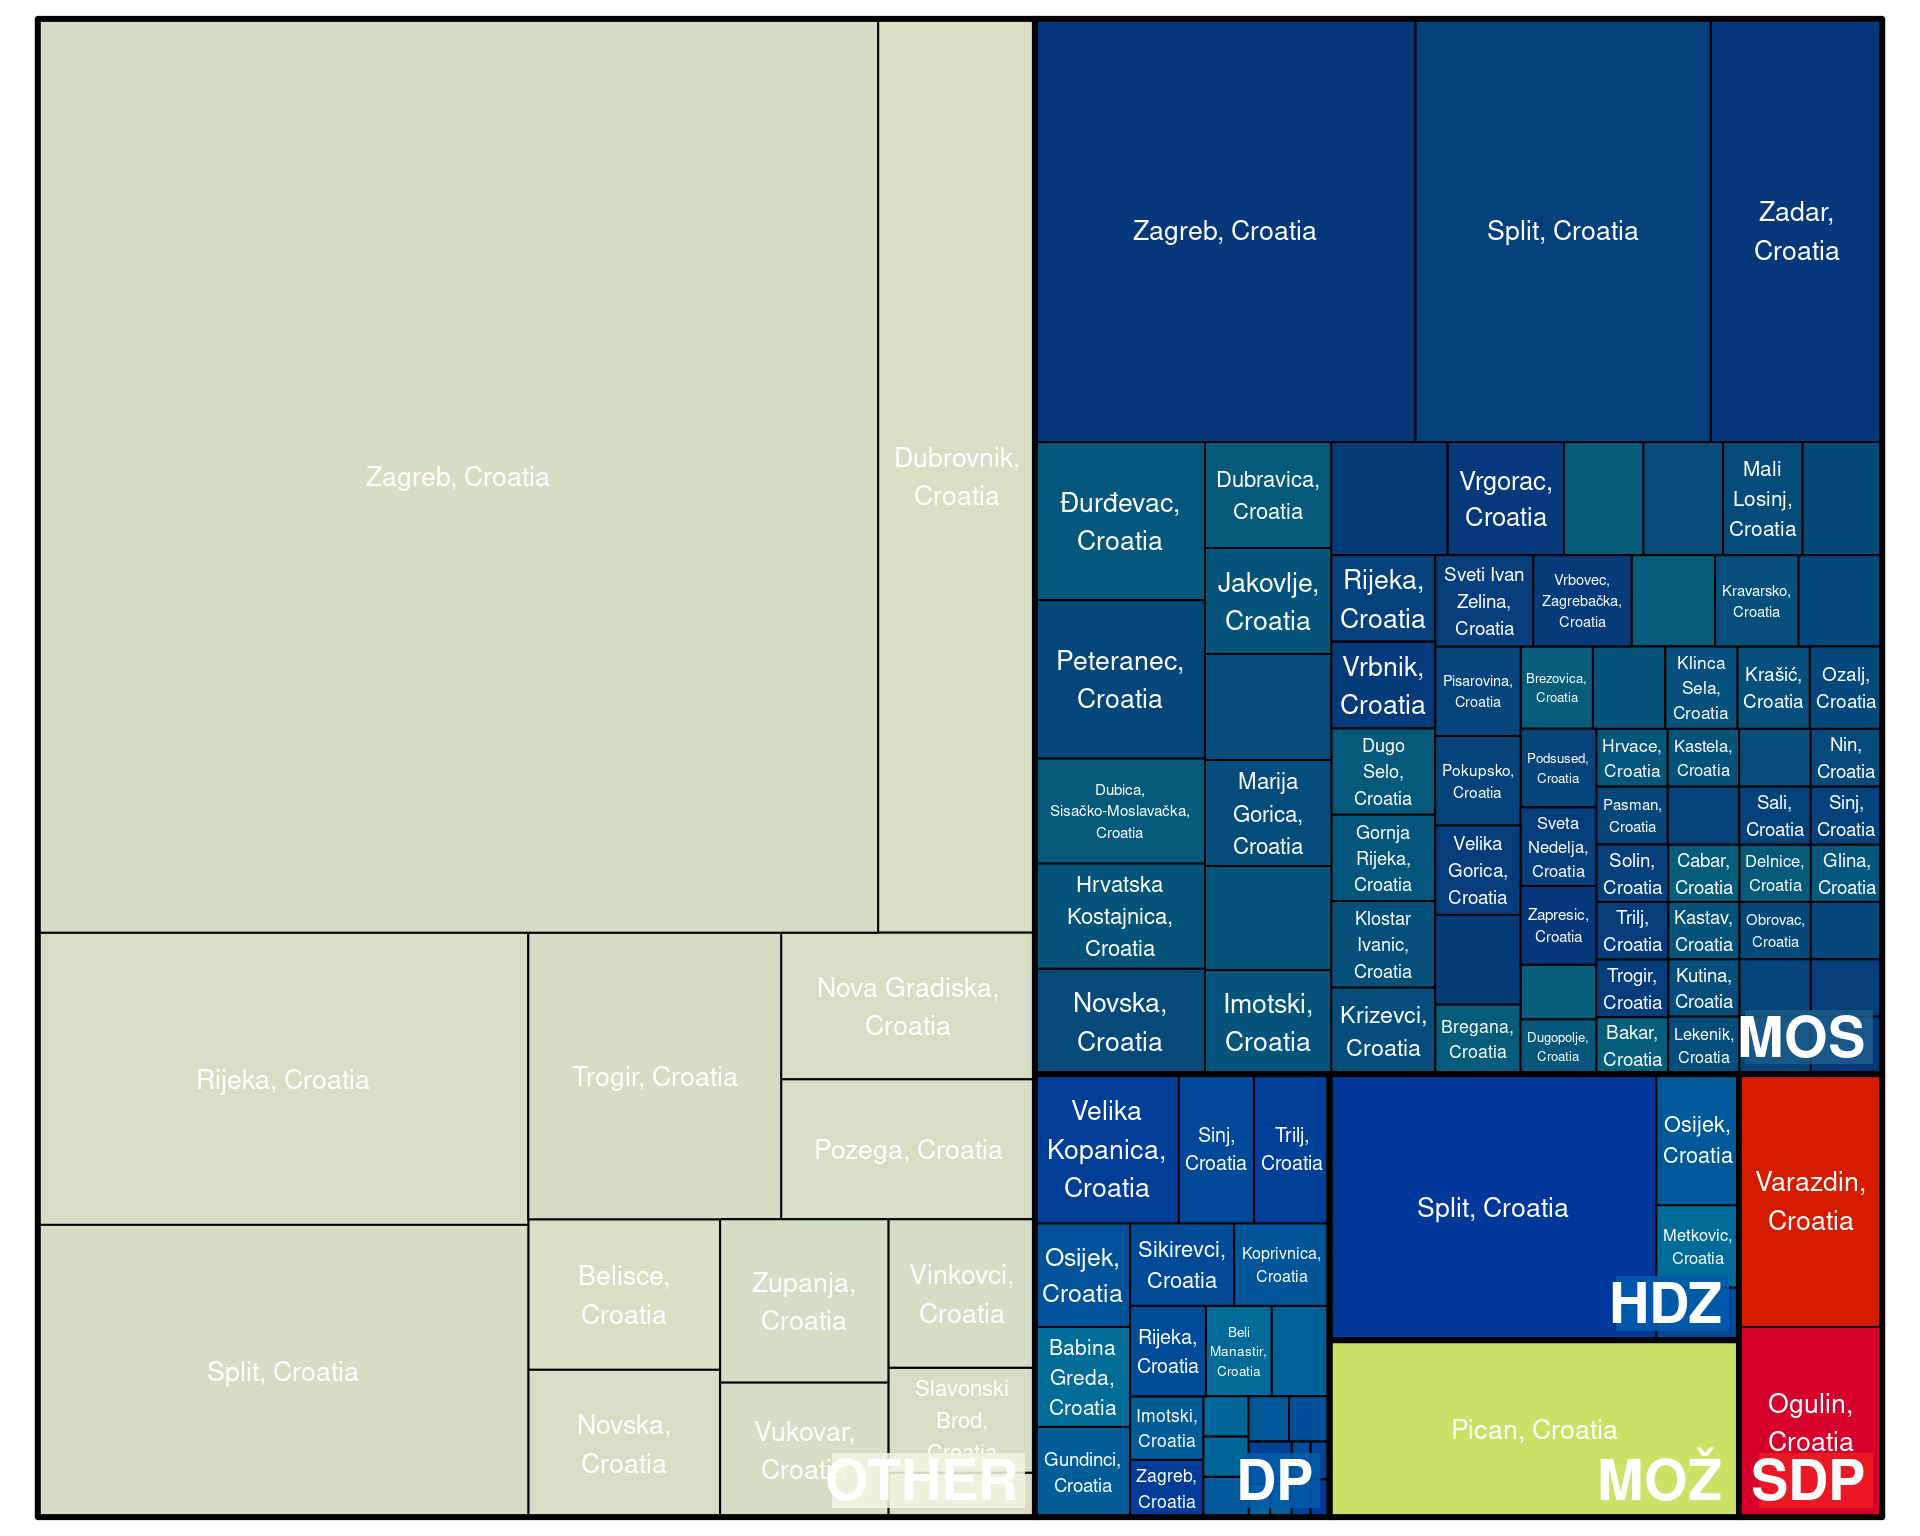 Zagreb, Croatia
Dubrovnik,
Croatia
Rijeka, Croatia
Trogir, Croatia
Nova Gradiska,
Croatia
Pozega, Croatia
Split, Croatia
Belisce,
Croatia
Novska,
Croatia
Zupanja,
Croatia
Vukovar,
Croatia
Vinkovci,
Croatia
Slavonski
Brod,
Croatia
OTHER
Zagreb, Croatia
Split, Croatia
Zadar,
Croatia
Đurđevac,
Croatia
Peteranec,
Croatia
Dubica,
Sisačko-Moslavačka,
Croatia
Hrvatska
Kostajnica,
Croatia
Novska,
Croatia
Dubravica,
Croatia
Jakovlje,
Croatia
Marija
Gorica,
Croatia
Imotski,
Croatia
Vrgorac,
Croatia
Mali
Losinj,
Croatia
Rijeka,
Croatia
Vrbnik,
Croatia
Dugo
Selo,
Croatia
Gornja
Rijeka,
Croatia
Klostar
Ivanic,
Croatia
Krizevci,
Croatia
Sveti Ivan
Zelina,
Croatia
Vrbovec,
Zagrebačka,
Croatia
Kravarsko,
Croatia
Pisarovina,
Croatia
Pokupsko,
Croatia
Velika
Gorica,
Croatia
Bregana,
Croatia
Brezovica,
Croatia
Klinca
Sela,
Croatia
Krašić,
Croatia
Ozalj,
Croatia
Podsused,
Croatia
Sveta
Nedelja,
Croatia
Zapresic,
Croatia
Dugopolje,
Croatia
Hrvace,
Croatia
Kastela,
Croatia
Nin,
Croatia
Pasman,
Croatia
Sali,
Croatia
Sinj,
Croatia
Solin,
Croatia
Cabar,
Croatia
Delnice,
Croatia
Glina,
Croatia
Trilj,
Croatia
Kastav,
Croatia
Obrovac,
Croatia
Trogir,
Croatia
Kutina,
Croatia
Bakar,
Croatia
Lekenik,
Croatia
MOS
Velika
Kopanica,
Croatia
Sinj,
Croatia
Trilj,
Croatia
Osijek,
Croatia
Sikirevci,
Croatia
Koprivnica,
Croatia
Babina
Greda,
Croatia
Rijeka,
Croatia
Beli
Manastir,
Croatia
Gundinci,
Croatia
Imotski,
Croatia
Zagreb,
Croatia
DP
Split, Croatia
Osijek,
Croatia
Metkovic,
Croatia
HDZ
Pican, Croatia
MOŽ
Varazdin,
Croatia
Ogulin,
Croatia
SDP